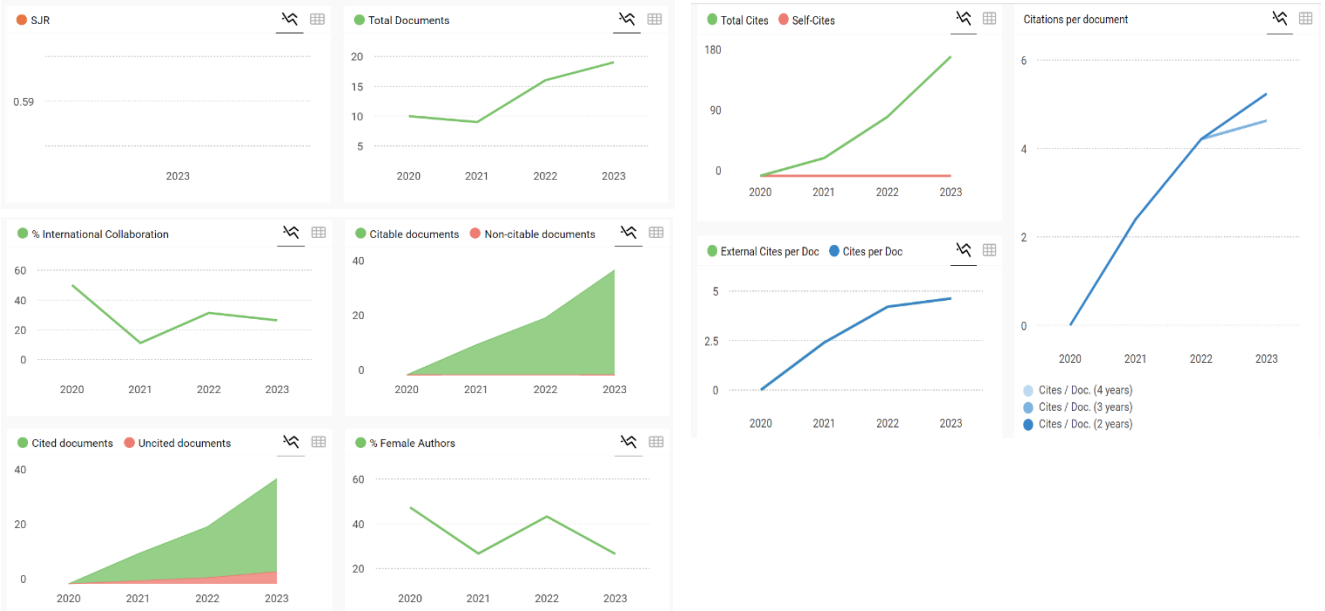 SJR
0.59
2023
Total Documents
20
15
10
5
2020 2021 2022 2023
% International Collaboration
60
40
20
0
2020 2021 2022 2023
Citable documents Non-citable documents
40
20
0
2020 2021 2022 2023
Cited documents Uncited documents
40
20
0
2020 2021 2022 2023
% Female Authors
60
40
20
2020 2021 2022 2023
Total Cites Self-Cites
180
90
0
2020 2021 2022 2023
External Cites per Doc Cites per Doc
5
2.5
0
2020 2021 2022 2023
Citations per document
6
4
2
0
2020 2021 2022 2023
Cites / Doc. (4 years)
Cites / Doc. (3 years)
Cites / Doc. (2 years)